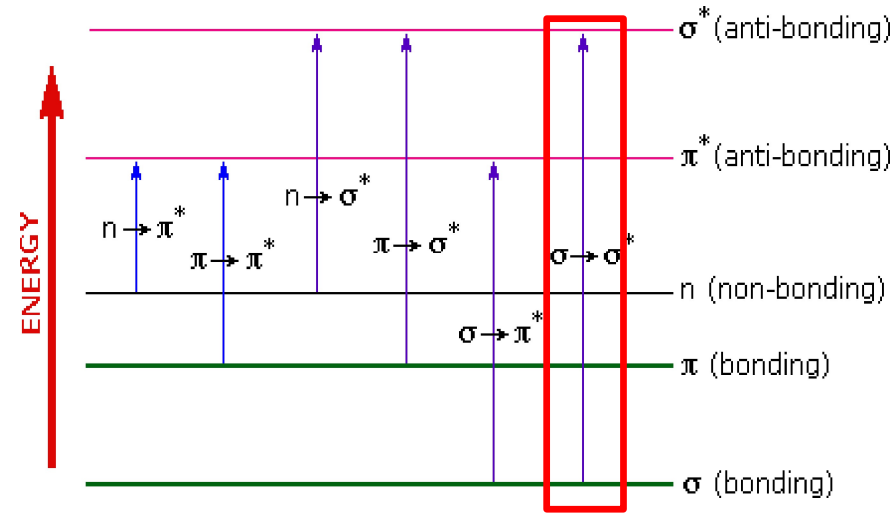 σ* (anti-bonding)
π* (anti-bonding)
n→σ*
n→π*
π→σ*
σ→σ*
π→π*
ENERGY
n (non-bonding)
σ→π*
π (bonding)
σ (bonding)